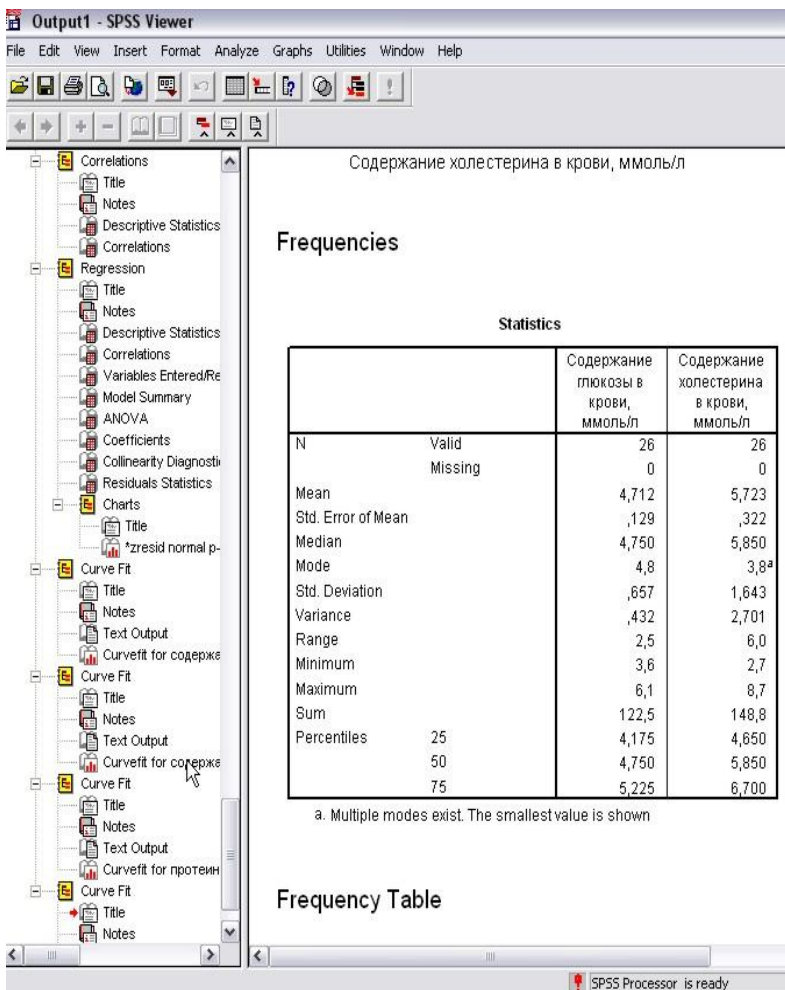 Output1 - SPSS Viewer
File Edit View Insert Format Analyze Graphs Utilities Window Help
Correlations
Title
Notes
Descriptive Statistics
Correlations
Regression
Title
Notes
Descriptive Statistics
Correlations
Variables Entered/Re
Model Summary
ANOVA
Coefficients
Collinearity Diagnosti
Residuals Statistics
Charts
Title
*zresid normal p-
Curve Fit
Title
Notes
Text Output
Curvefit for содержа
Curve Fit
Title
Notes
Text Output
Curvefit for содержа
Curve Fit
Title
Notes
Text Output
Curvefit for протеин
Curve Fit
Title
Notes
Содержание холестерина в крови, ммоль/л
Frequencies
Statistics
Содержание глюкозы в крови, ммоль/л
Содержание холестерина в крови, ммоль/л
N Valid 26 26
Missing 0 0
Mean 4,712 5,723
Std. Error of Mean ,129 ,322
Median 4,750 5,850
Mode 4,8 3,8a
Std. Deviation ,657 1,643
Variance ,432 2,701
Range 2,5 6,0
Minimum 3,6 2,7
Maximum 6,1 8,7
Sum 122,5 148,8
Percentiles 25 4,175 4,650
50 4,750 5,850
75 5,225 6,700
a. Multiple modes exist. The smallest value is shown
Frequency Table
SPSS Processor is ready